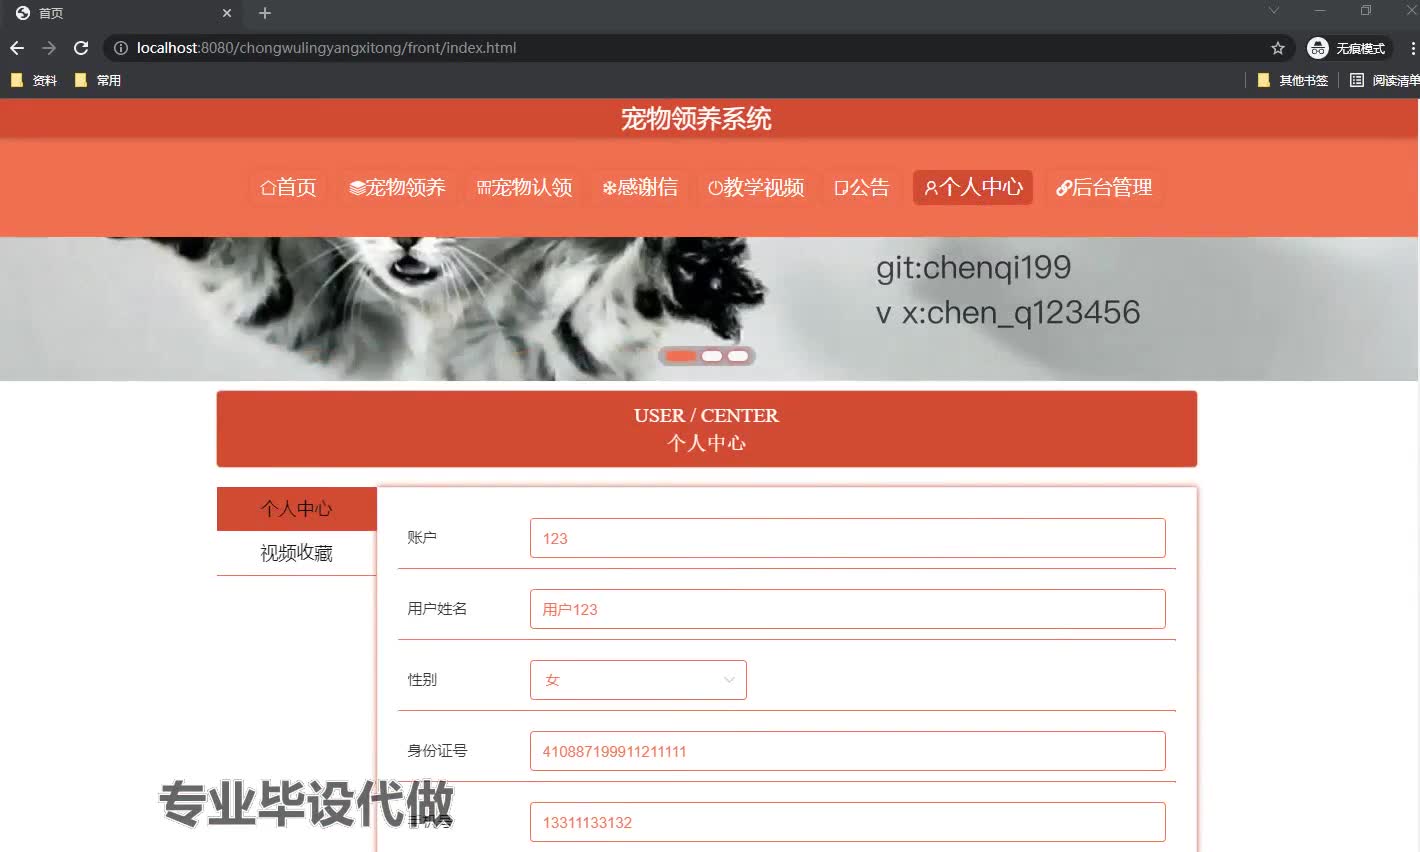 首页
localhost:8080/chongwulingyangxitong/front/index.html
无痕模式
资料 常用 其他书签 阅读清单
宠物领养系统
首页 宠物领养 宠物认领 感谢信 教学视频 公告 个人中心 后台管理
git:chenqi199
v x:chen_q123456
USER / CENTER
个人中心
个人中心
视频收藏
账户 123
用户姓名 用户123
性别 女
身份证号 410887199911211111
手机号 13311133132
专业毕设代做